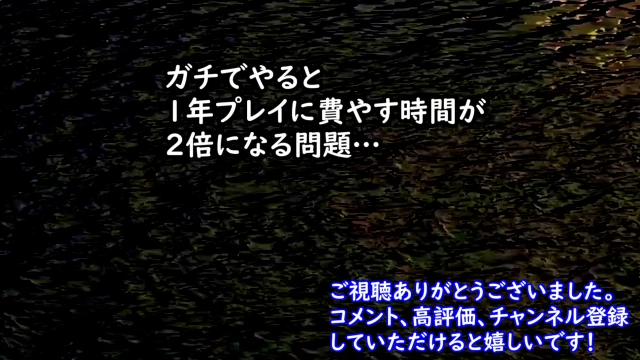 ガチでやると
1年プレイに費やす時間が
2倍になる問題…
ご視聴ありがとうございました。
コメント、高評価、チャンネル登録
していただけると嬉しいです!